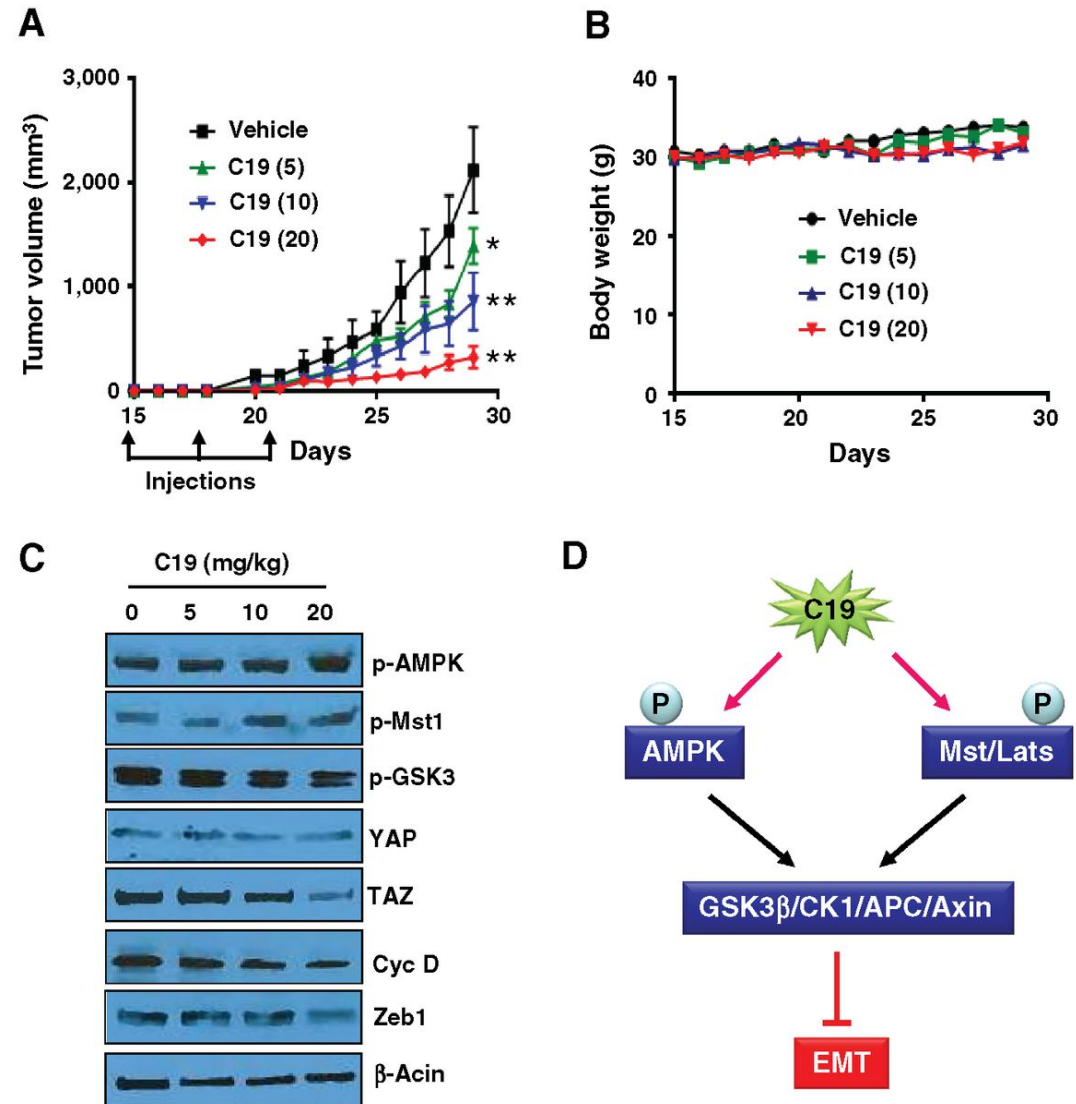 A
Tumor volume (mm³)
3,000
2,000
1,000
0
Vehicle
C19 (5)
C19 (10)
C19 (20)
*
**
**
15
20
25
30
Days
Injections
B
Body weight (g)
40
30
20
10
0
Vehicle
C19 (5)
C19 (10)
C19 (20)
15
20
25
30
Days
C
C19 (mg/kg)
0 5 10 20
p-AMPK
p-Mst1
p-GSK3
YAP
TAZ
Cyc D
Zeb1
β-Acin
D
C19
P
P
AMPK
Mst/Lats
GSK3β/CK1/APC/Axin
EMT